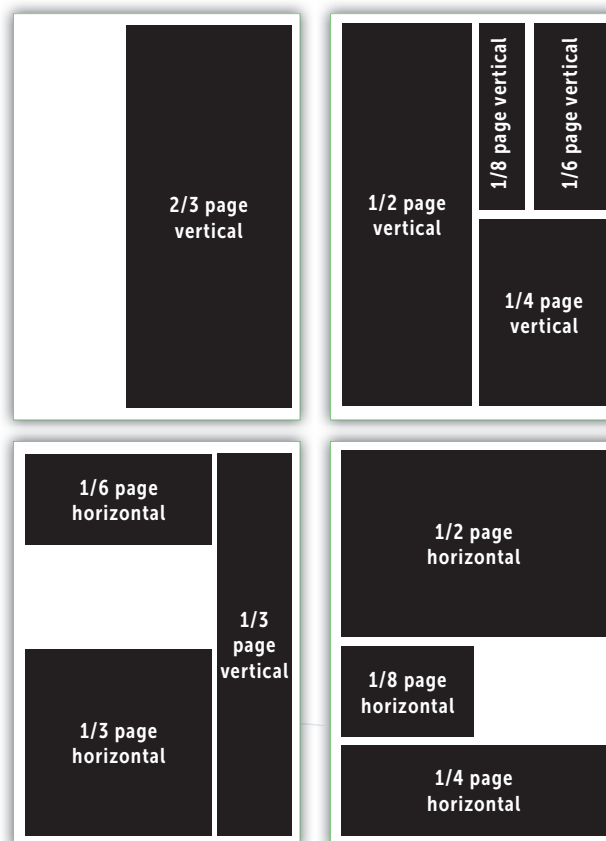 2/3 page
vertical
1/2 page
vertical
1/8 page vertical
1/6 page vertical
1/4 page
vertical
1/6 page
horizontal
1/3
page
vertical
1/3 page
horizontal
1/2 page
horizontal
1/8 page
horizontal
1/4 page
horizontal